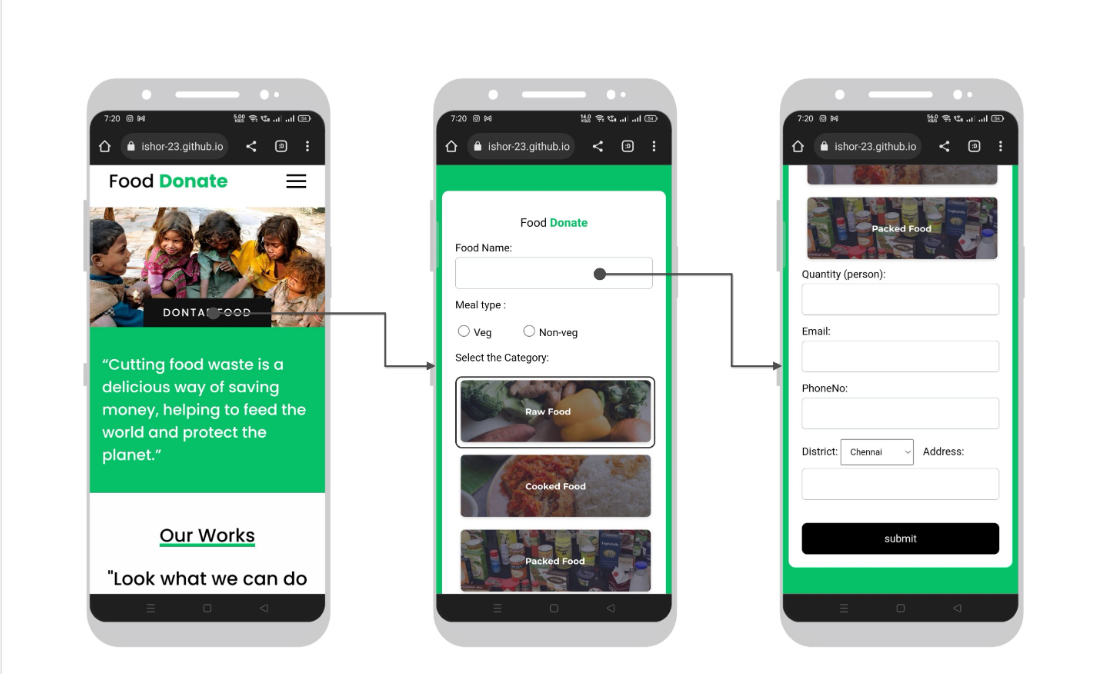 7:20
ishor-23.github.io
Food Donate
DONTAE FOOD
“Cutting food waste is a
delicious way of saving
money, helping to feed the
world and protect the
planet.”
Our Works
"Look what we can do
7:20
ishor-23.github.io
Food Donate
Food Name:
Meal type :
Veg Non-veg
Select the Category:
Raw Food
Cooked Food
Packed Food
7:20
ishor-23.github.io
Packed Food
Quantity (person):
Email:
PhoneNo:
District: Chennai Address:
submit